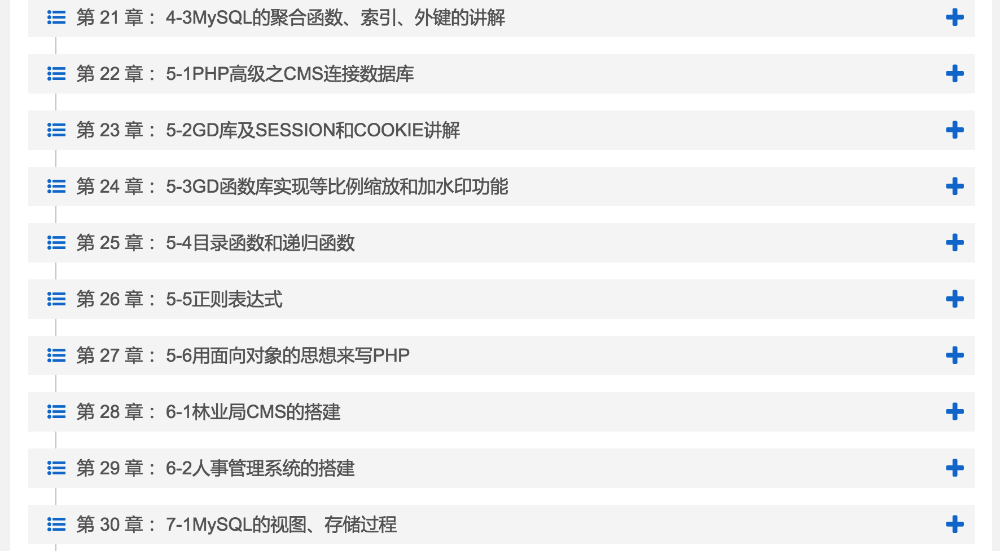 第 21 章： 4-3MySQL的聚合函数、索引、外键的讲解
第 22 章： 5-1PHP高级之CMS连接数据库
第 23 章： 5-2GD库及SESSION和COOKIE讲解
第 24 章： 5-3GD函数库实现等比例缩放和加水印功能
第 25 章： 5-4目录函数和递归函数
第 26 章： 5-5正则表达式
第 27 章： 5-6用面向对象的思想来写PHP
第 28 章： 6-1林业局CMS的搭建
第 29 章： 6-2人事管理系统的搭建
第 30 章： 7-1MySQL的视图、存储过程